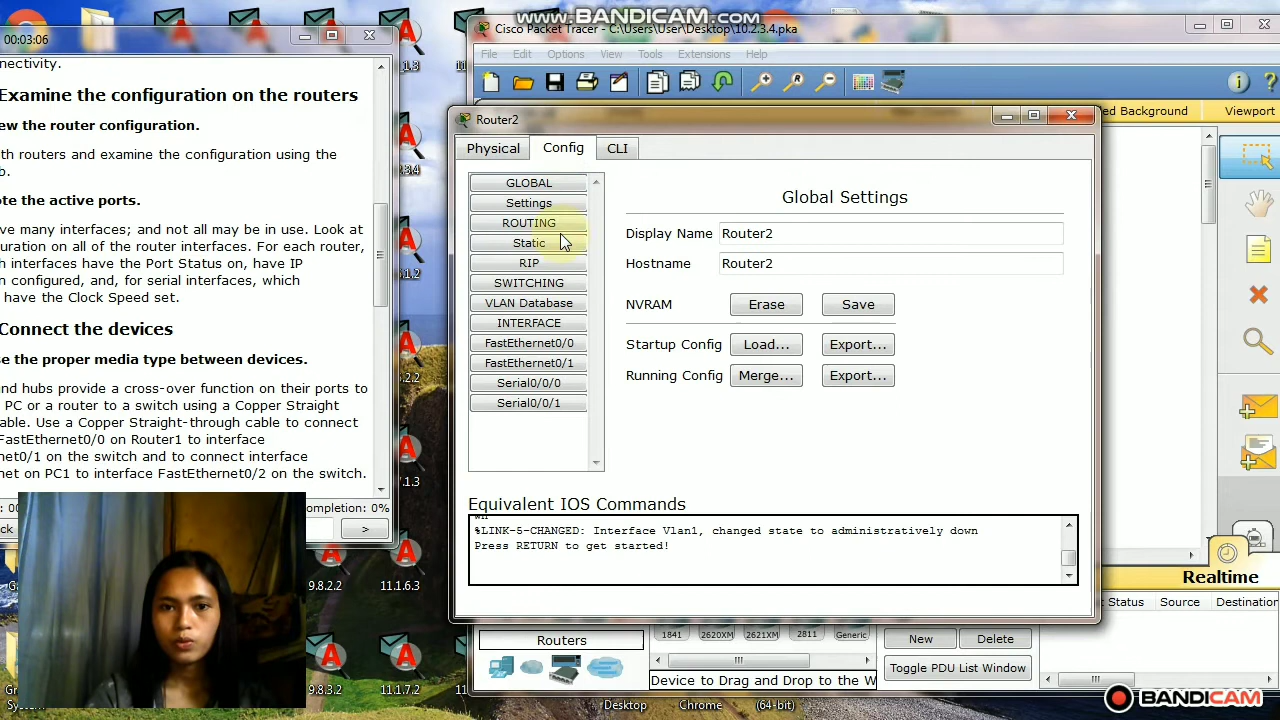 www.BANDICAM.com
00:03:06
nectivity.
Examine the configuration on the routers
ew the router configuration.
th routers and examine the configuration using the
b.
ote the active ports.
ve many interfaces; and not all may be in use. Look at
uration on all of the router interfaces. For each router,
h interfaces have the Port Status on, have IP
n configured, and, for serial interfaces, which
have the Clock Speed set.
Connect the devices
se the proper media type between devices.
and hubs provide a cross-over function on their ports to
PC or a router to a switch using a Copper Straight
able. Use a Copper Straight-through cable to connect
FastEthernet0/0 on Router1 to interface
net0/1 on the switch and to connect interface
net on PC1 to interface FastEthernet0/2 on the switch.
ompletion: 0%
ck
>
Cisco Packet Tracer - C:\Users\User\Desktop\10.2.3.4.pka
File Edit Options View Tools Extensions Help
ed Background Viewport
Router2
Physical Config CLI
GLOBAL
Settings
ROUTING
Static
RIP
SWITCHING
VLAN Database
INTERFACE
FastEthernet0/0
FastEthernet0/1
Serial0/0/0
Serial0/0/1
Global Settings
Display Name Router2
Hostname Router2
NVRAM Erase Save
Startup Config Load... Export...
Running Config Merge... Export...
Equivalent IOS Commands
%LINK-5-CHANGED: Interface Vlan1, changed state to administratively down
Press RETURN to get started!
Realtime
Status Source Destination
Routers
1841 2620XM 2621XM 2811 Generic
New Delete
Toggle PDU List Window
Device to Drag and Drop to the W
9.8.2.2 11.1.6.3
9.8.3.2 11.1.7.2
System
Desktop Chrome (64-bit)
BANDICAM